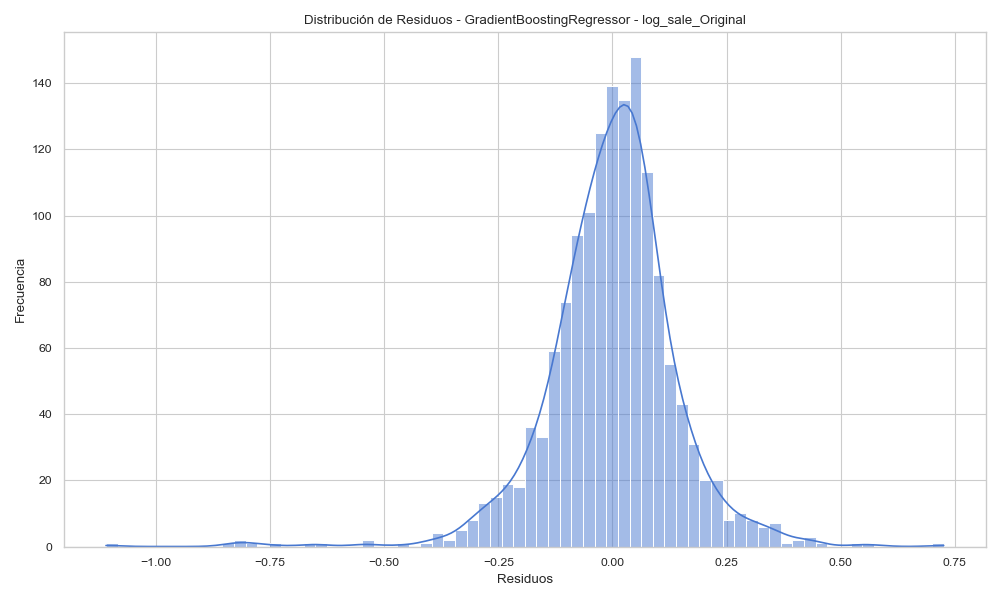 Distribución de Residuos - GradientBoostingRegressor - log_sale_Original
Frecuencia
140
120
100
80
60
40
20
0
−1.00 −0.75 −0.50 −0.25 0.00 0.25 0.50 0.75
Residuos